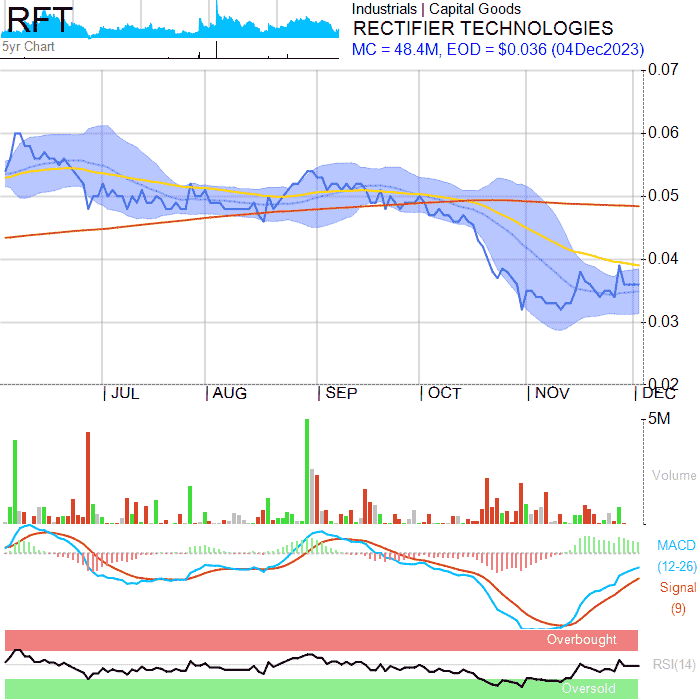 RFT
5yr Chart
Industrials | Capital Goods
RECTIFIER TECHNOLOGIES
MC = 48.4M, EOD = $0.036 (04Dec2023)
0.07
0.06
0.05
0.04
0.03
0.02
JUL AUG SEP OCT NOV DEC
5M
Volume
MACD
(12-26)
Signal
(9)
Overbought
RSI(14)
Oversold